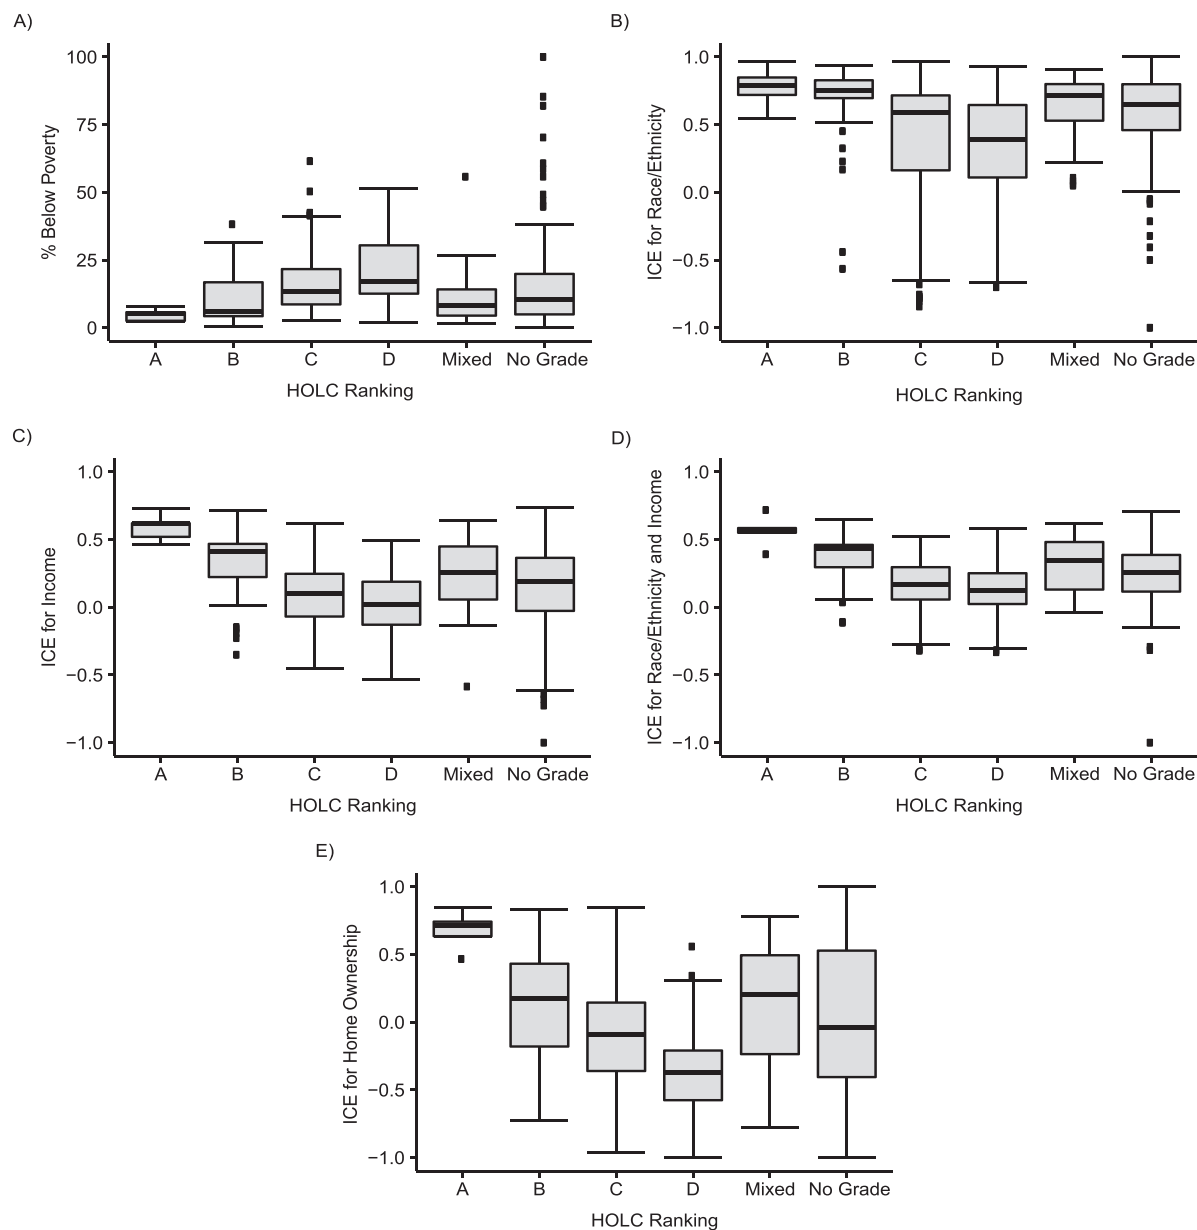 A)
% Below Poverty
100
75
50
25
0
A B C D Mixed No Grade
HOLC Ranking
B)
ICE for Race/Ethnicity
1.0
0.5
0.0
−0.5
−1.0
A B C D Mixed No Grade
HOLC Ranking
C)
ICE for Income
1.0
0.5
0.0
−0.5
−1.0
A B C D Mixed No Grade
HOLC Ranking
D)
ICE for Race/Ethnicity and Income
1.0
0.5
0.0
−0.5
−1.0
A B C D Mixed No Grade
HOLC Ranking
E)
ICE for Home Ownership
1.0
0.5
0.0
−0.5
−1.0
A B C D Mixed No Grade
HOLC Ranking